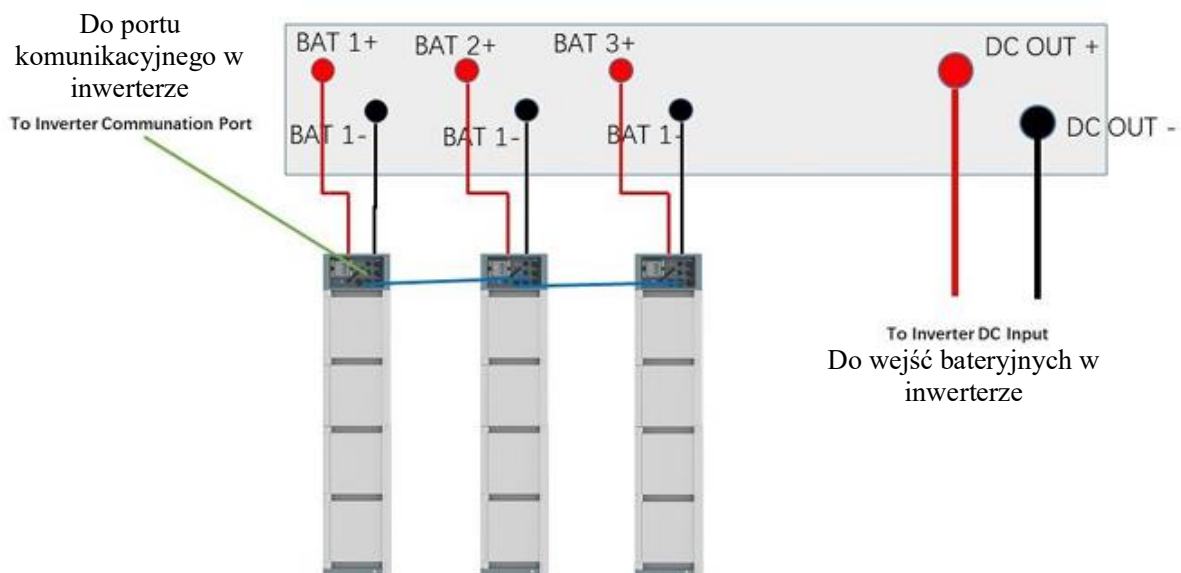 Do portu
komunikacyjnego w
inwerterze
To Inverter Communation Port
BAT 1+
BAT 2+
BAT 3+
DC OUT +
BAT 1-
BAT 1-
BAT 1-
DC OUT -
To Inverter DC Input
Do wejść bateryjnych w
inwerterze